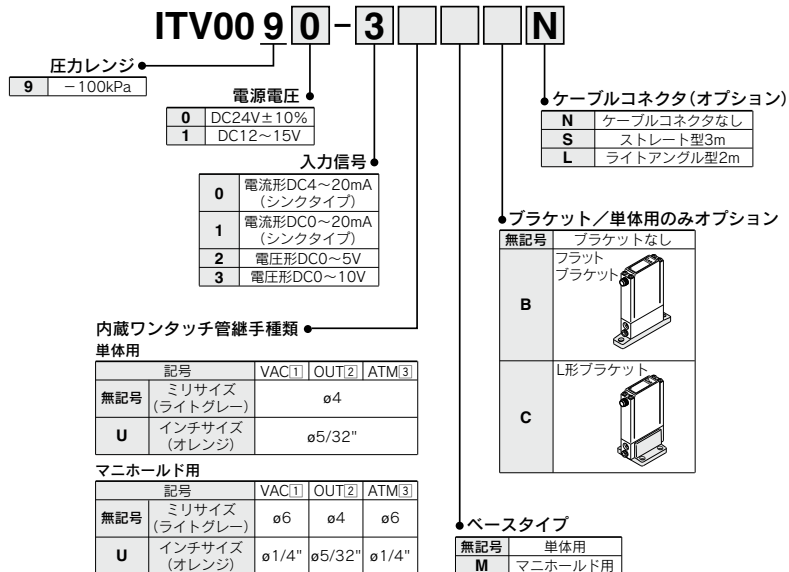 ITV00 9 0 - 3 N
圧力レンジ
9 －100kPa
電源電圧
0 DC24V±10%
1 DC12～15V
入力信号
0 電流形DC4～20mA
（シンクタイプ）
1 電流形DC0～20mA
（シンクタイプ）
2 電圧形DC0～5V
3 電圧形DC0～10V
内蔵ワンタッチ管継手種類
単体用
記号 VAC1 OUT2 ATM3
無記号 ミリサイズ
（ライトグレー） ø4
U インチサイズ
（オレンジ） ø5/32"
マニホールド用
記号 VAC1 OUT2 ATM3
無記号 ミリサイズ
（ライトグレー） ø6 ø4 ø6
U インチサイズ
（オレンジ） ø1/4" ø5/32" ø1/4"
ケーブルコネクタ（オプション）
N ケーブルコネクタなし
S ストレート型3m
L ライトアングル型2m
ブラケット／単体用のみオプション
無記号 ブラケットなし
B フラット
ブラケット
C L形ブラケット
ベースタイプ
無記号 単体用
M マニホールド用